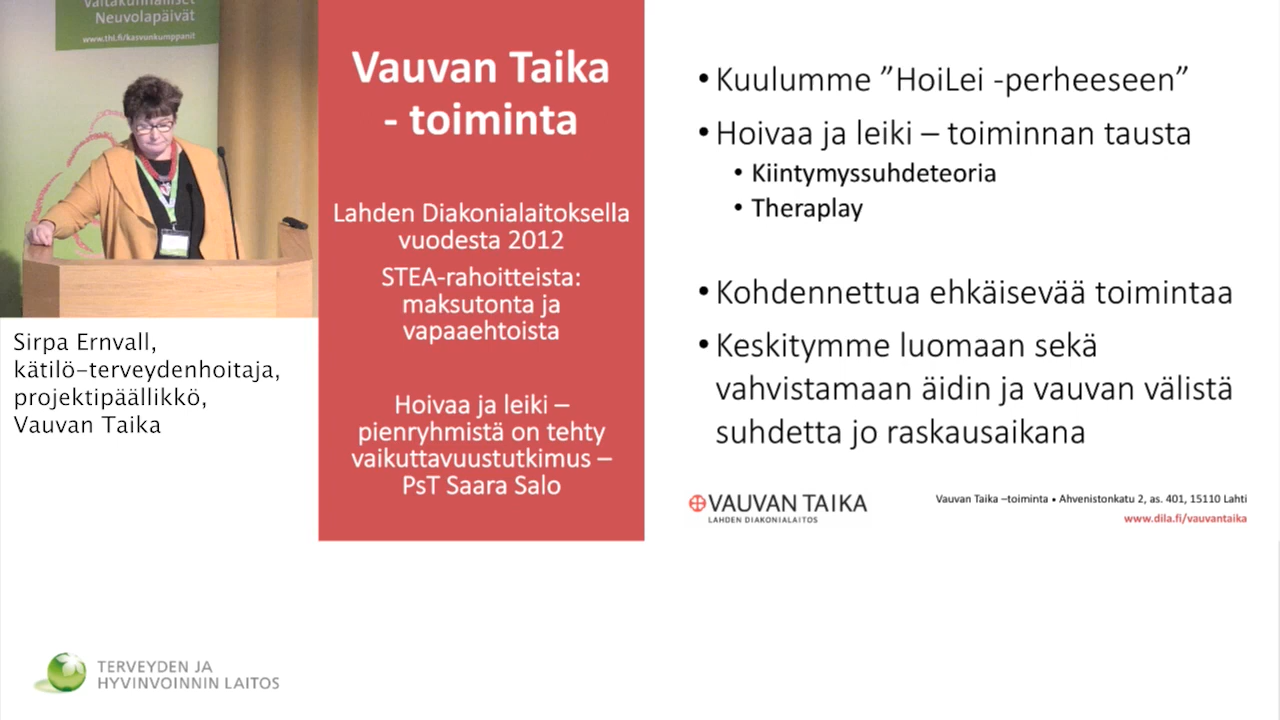 Valtakunnalliset
Neuvolapäivät
www.thl.fi/kasvunkumppanit
Sirpa Ernvall,
kätilö-terveydenhoitaja,
projektipäällikkö,
Vauvan Taika
Vauvan Taika
- toiminta
Lahden Diakonialaitoksella
vuodesta 2012
STEA-rahoitteista:
maksutonta ja
vapaaehtoista
Hoivaa ja leiki –
pienryhmistä on tehty
vaikuttavuustutkimus –
PsT Saara Salo
• Kuulumme ”HoiLei -perheeseen”
• Hoivaa ja leiki – toiminnan tausta
• Kiintymyssuhdeteoria
• Theraplay
• Kohdennettua ehkäisevää toimintaa
• Keskitymme luomaan sekä
vahvistamaan äidin ja vauvan välistä
suhdetta jo raskausaikana
VAUVAN TAIKA
LAHDEN DIAKONIALAITOS
Vauvan Taika –toiminta • Ahvenistonkatu 2, as. 401, 15110 Lahti
www.dila.fi/vauvantaika
TERVEYDEN JA
HYVINVOINNIN LAITOS